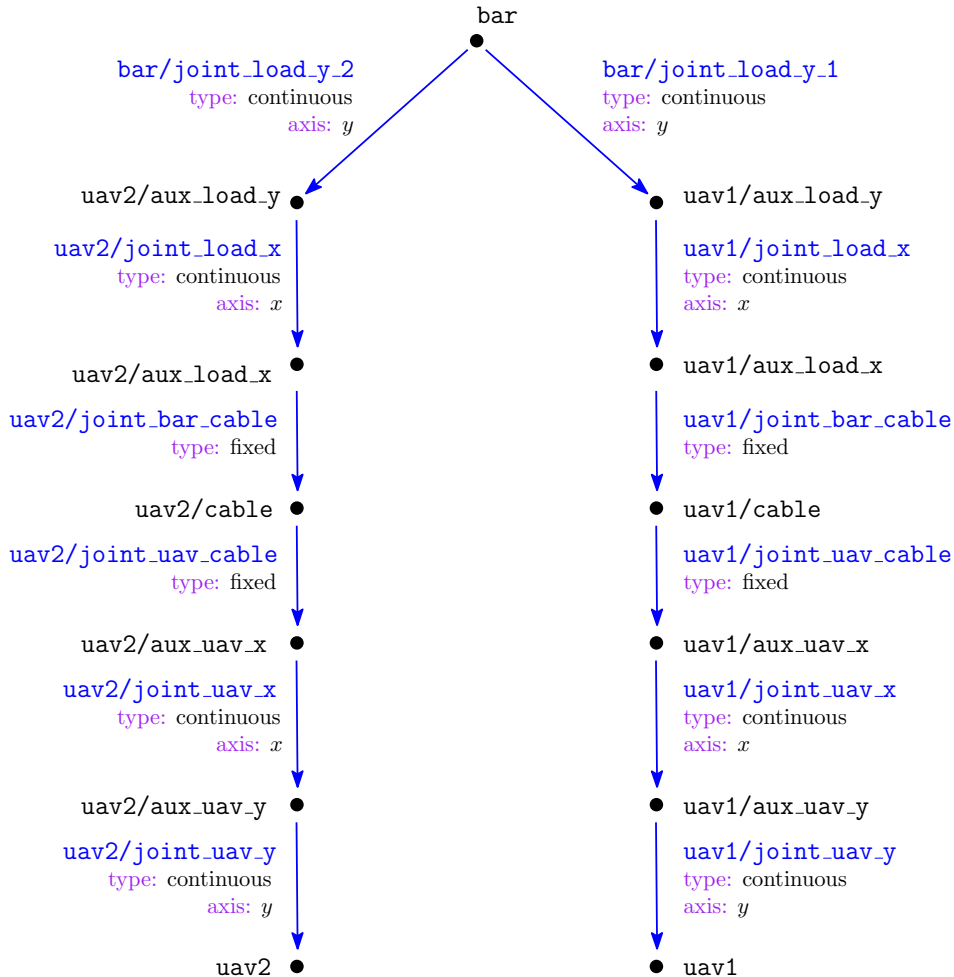 bar
bar/joint_load_y_2
type: continuous
axis: y
bar/joint_load_y_1
type: continuous
axis: y
uav2/aux_load_y
uav1/aux_load_y
uav2/joint_load_x
type: continuous
axis: x
uav1/joint_load_x
type: continuous
axis: x
uav2/aux_load_x
uav1/aux_load_x
uav2/joint_bar_cable
type: fixed
uav1/joint_bar_cable
type: fixed
uav2/cable
uav1/cable
uav2/joint_uav_cable
type: fixed
uav1/joint_uav_cable
type: fixed
uav2/aux_uav_x
uav1/aux_uav_x
uav2/joint_uav_x
type: continuous
axis: x
uav1/joint_uav_x
type: continuous
axis: x
uav2/aux_uav_y
uav1/aux_uav_y
uav2/joint_uav_y
type: continuous
axis: y
uav1/joint_uav_y
type: continuous
axis: y
uav2
uav1